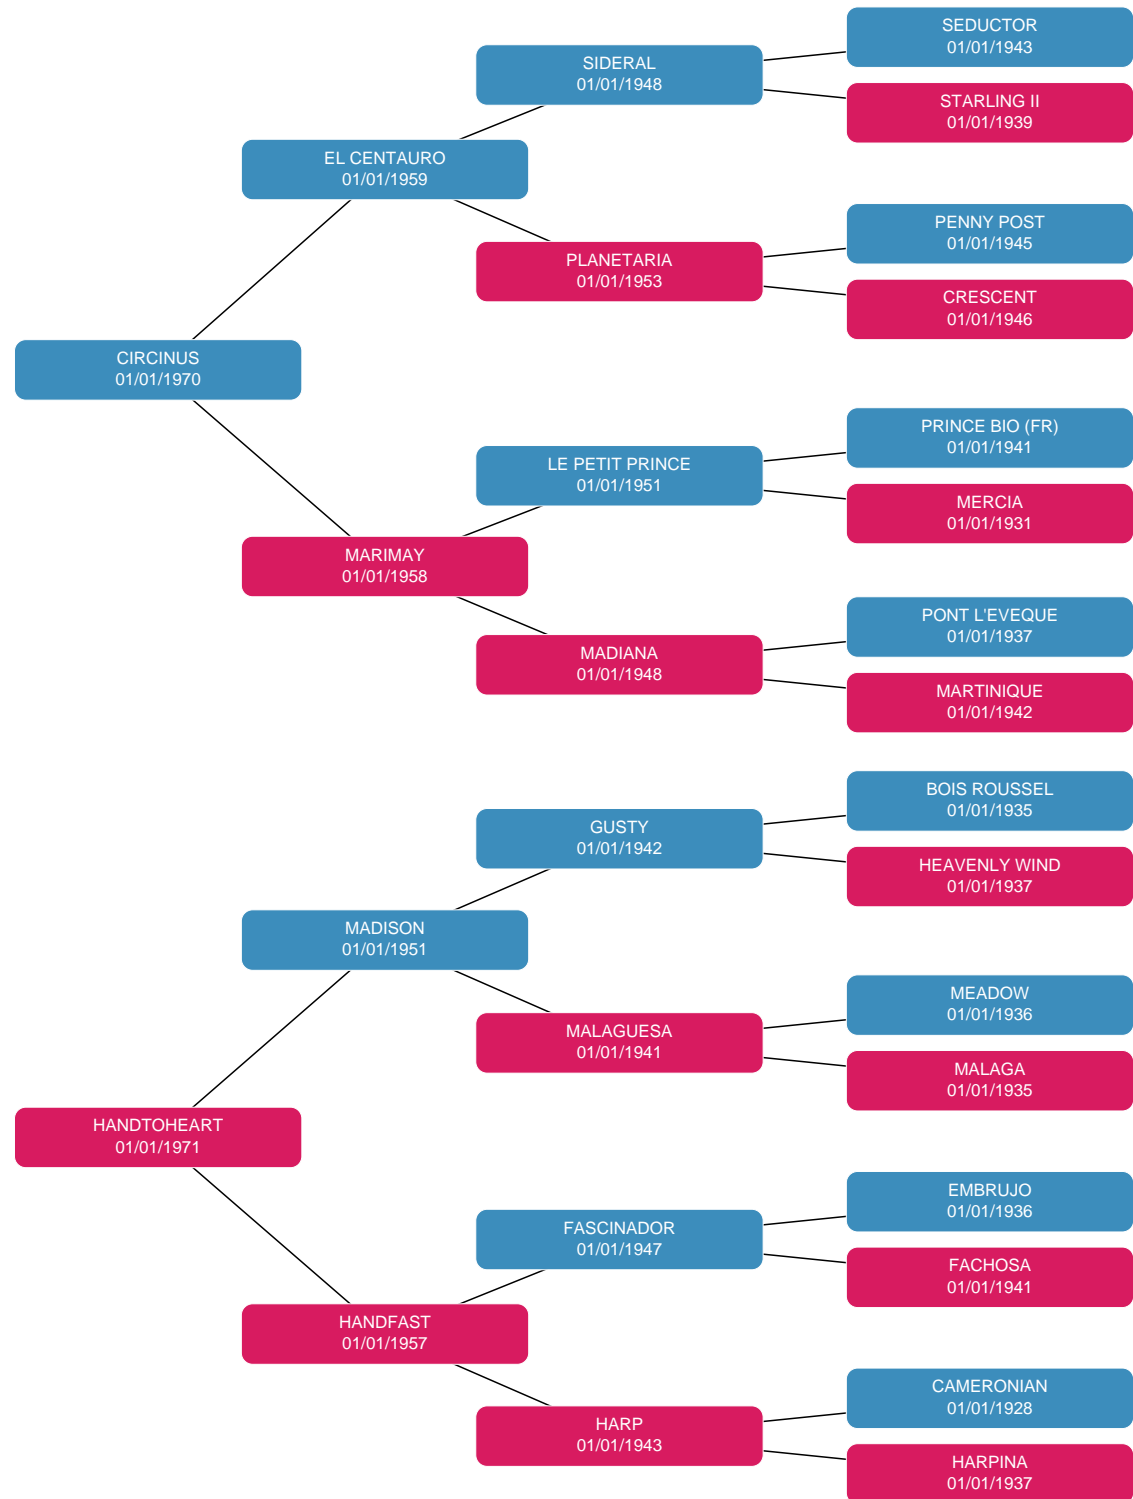 SEDUCTOR
01/01/1943
SIDERAL
01/01/1948
STARLING II
01/01/1939
EL CENTAURO
01/01/1959
PENNY POST
01/01/1945
PLANETARIA
01/01/1953
CRESCENT
01/01/1946
CIRCINUS
01/01/1970
PRINCE BIO (FR)
01/01/1941
LE PETIT PRINCE
01/01/1951
MERCIA
01/01/1931
MARIMAY
01/01/1958
PONT L'EVEQUE
01/01/1937
MADIANA
01/01/1948
MARTINIQUE
01/01/1942
BOIS ROUSSEL
01/01/1935
GUSTY
01/01/1942
HEAVENLY WIND
01/01/1937
MADISON
01/01/1951
MEADOW
01/01/1936
MALAGUESA
01/01/1941
MALAGA
01/01/1935
HANDTOHEART
01/01/1971
EMBRUJO
01/01/1936
FASCINADOR
01/01/1947
FACHOSA
01/01/1941
HANDFAST
01/01/1957
CAMERONIAN
01/01/1928
HARP
01/01/1943
HARPINA
01/01/1937